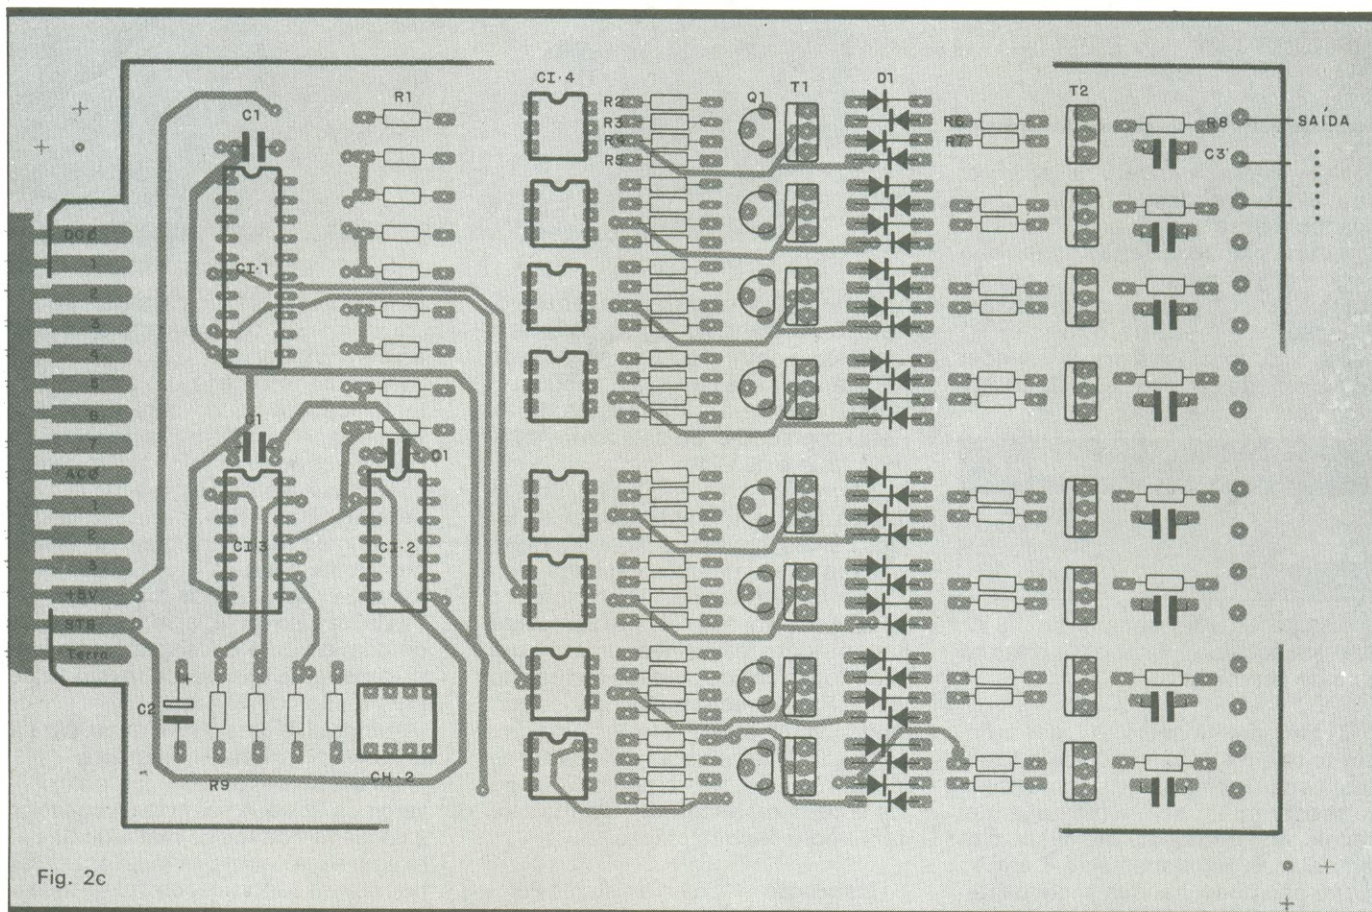 CI·4
R1
C1
R2
R3
R4
R5
Q1
T1
D1
R6
R7
T2
R8
C3
SAÍDA
DC0
1
2
3
4
5
6
7
AC0
1
2
3
+5V
STB
Terra
CI·1
C1
C1
CI·3
CI·2
C2
R9
CH·2
Fig. 2c